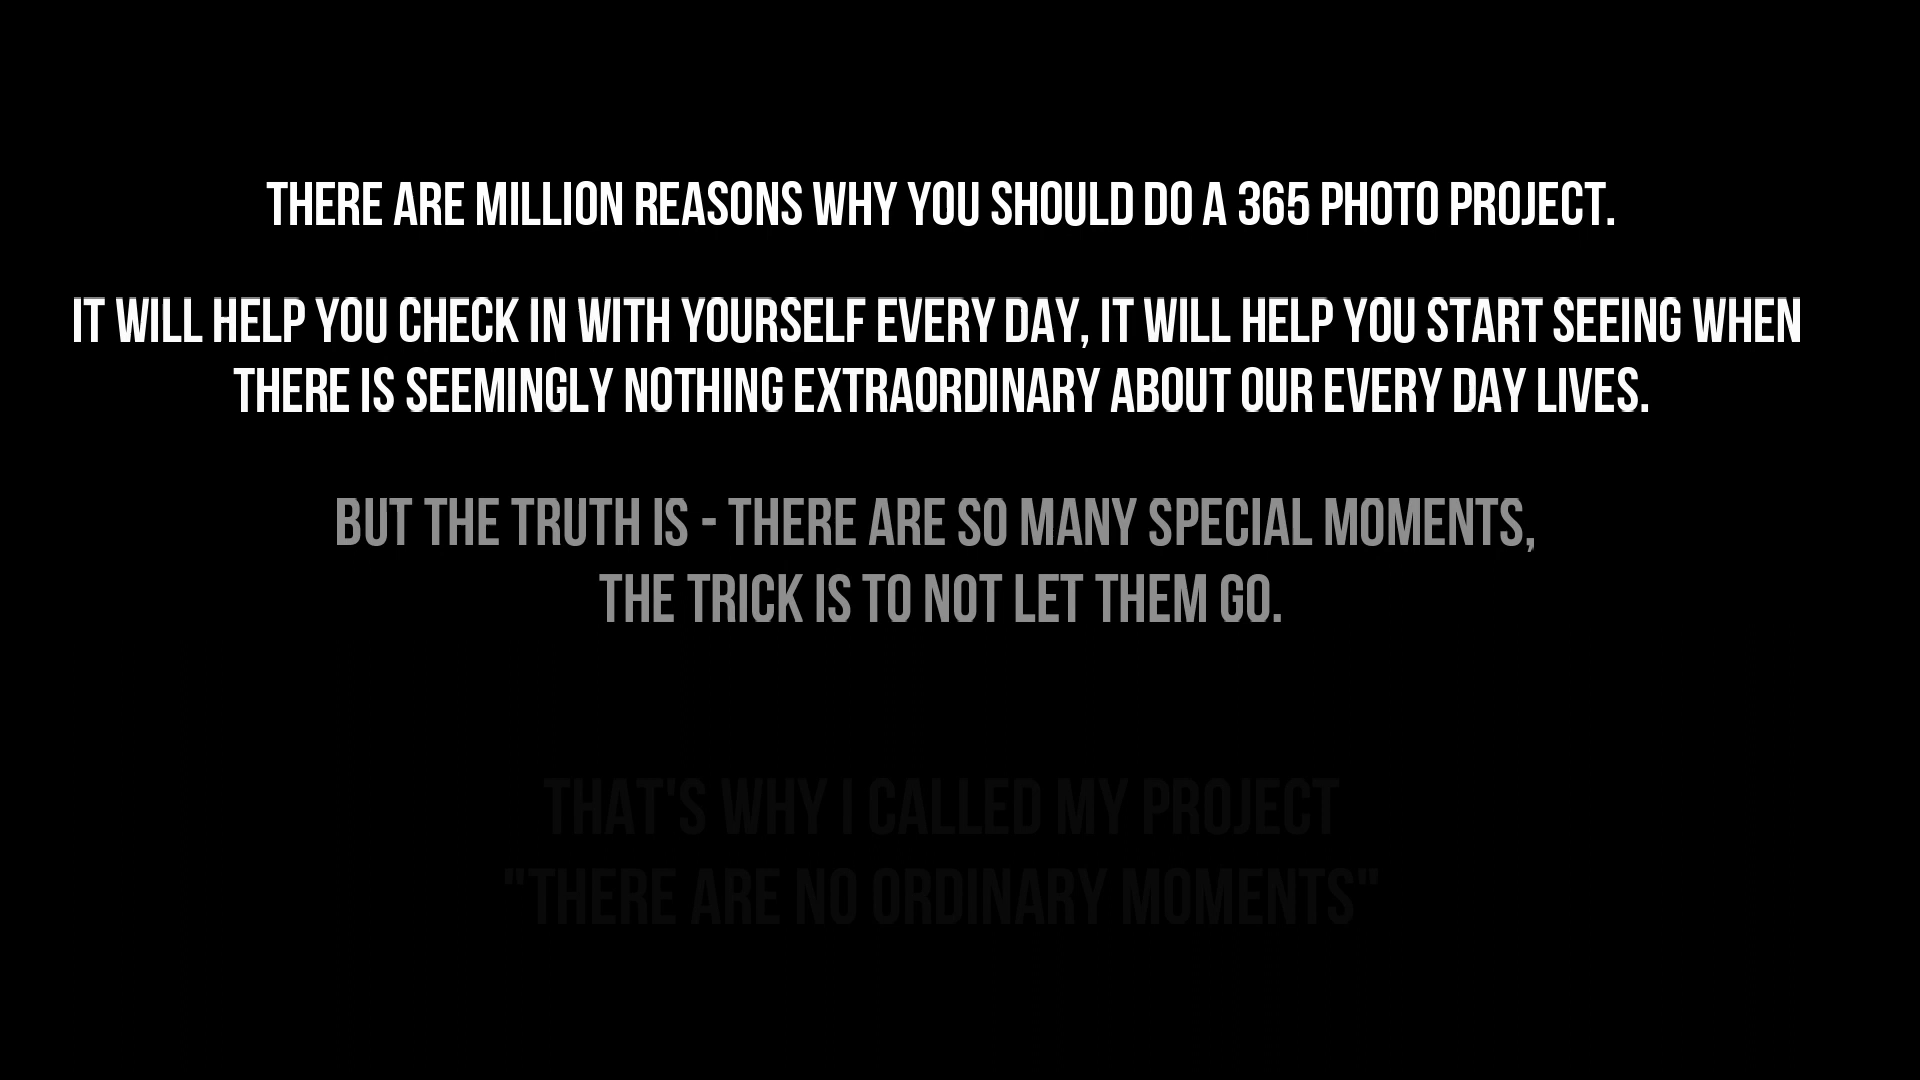 THERE ARE MILLION REASONS WHY YOU SHOULD DO A 365 PHOTO PROJECT.
IT WILL HELP YOU CHECK IN WITH YOURSELF EVERY DAY, IT WILL HELP YOU START SEEING WHEN
THERE IS SEEMINGLY NOTHING EXTRAORDINARY ABOUT OUR EVERY DAY LIVES.
BUT THE TRUTH IS - THERE ARE SO MANY SPECIAL MOMENTS,
THE TRICK IS TO NOT LET THEM GO.
THAT'S WHY I CALLED MY PROJECT
"THERE ARE NO ORDINARY MOMENTS"